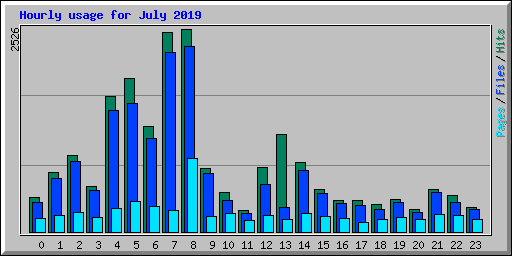 Hourly usage for July 2019
2526
Pages / Files / Hits
0 1 2 3 4 5 6 7 8 9 10 11 12 13 14 15 16 17 18 19 20 21 22 23